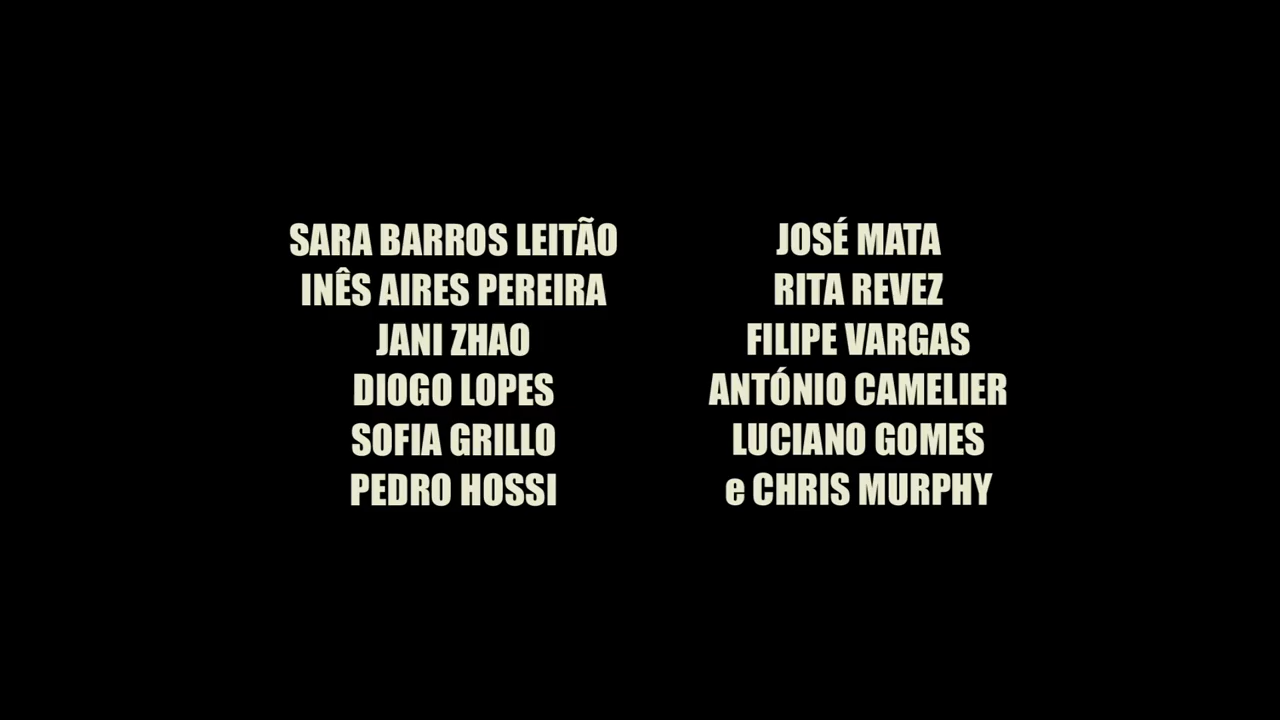 SARA BARROS LEITÃO
INÊS AIRES PEREIRA
JANI ZHAO
DIOGO LOPES
SOFIA GRILLO
PEDRO HOSSI
JOSÉ MATA
RITA REVEZ
FILIPE VARGAS
ANTÓNIO CAMELIER
LUCIANO GOMES
e CHRIS MURPHY